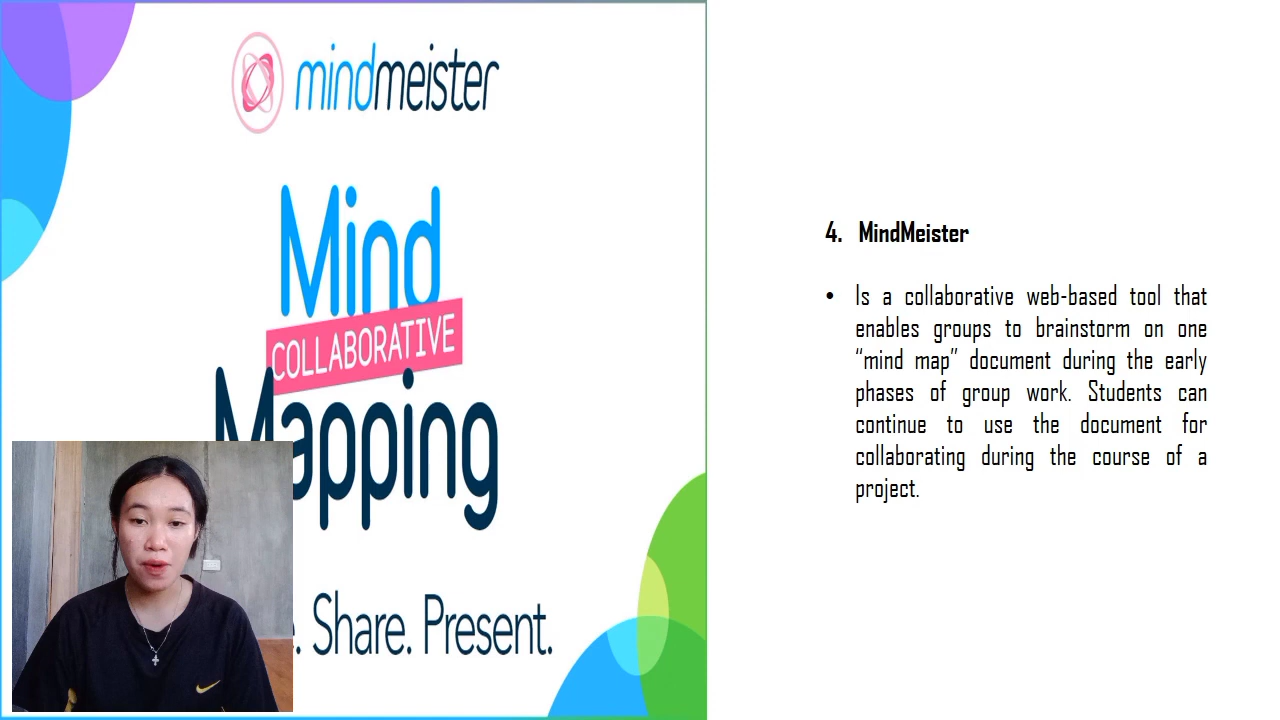 mindmeister
Mind
COLLABORATIVE
Mapping
Share. Present.
4. MindMeister
• Is a collaborative web-based tool that
enables groups to brainstorm on one
“mind map” document during the early
phases of group work. Students can
continue to use the document for
collaborating during the course of a
project.